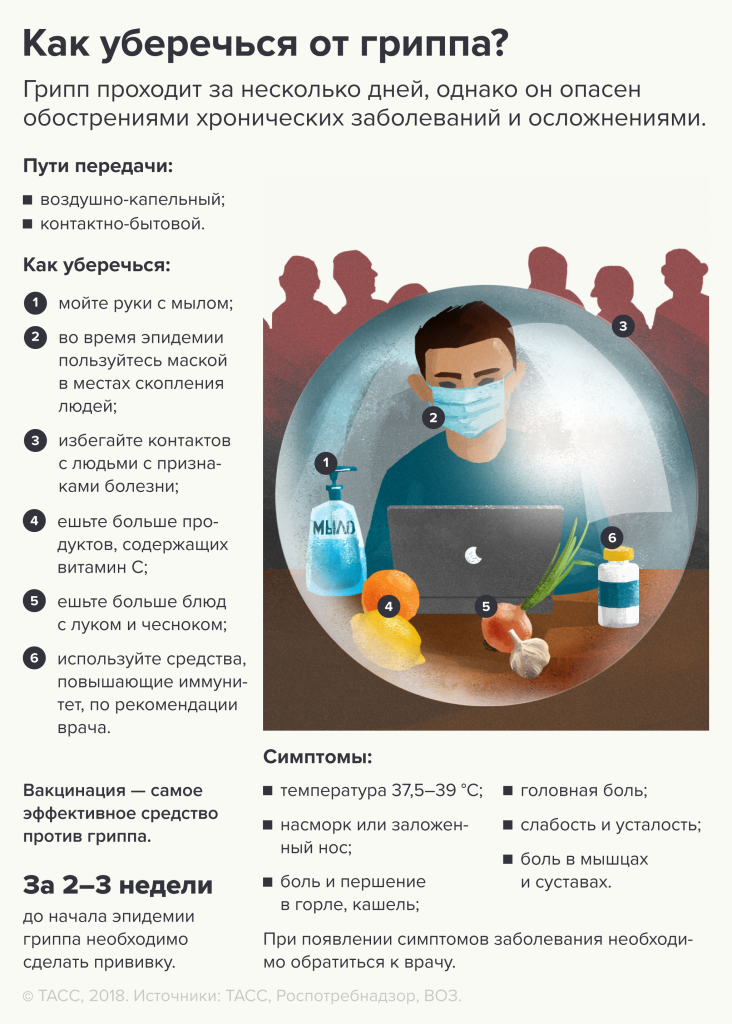 Как уберечься от гриппа?
Грипп проходит за несколько дней, однако он опасен
обострениями хронических заболеваний и осложнениями.
Пути передачи:
воздушно-капельный;
контактно-бытовой.
Как уберечься:
1 мойте руки с мылом;
2 во время эпидемии
пользуйтесь маской
в местах скопления
людей;
3 избегайте контактов
с людьми с призна-
ками болезни;
4 ешьте больше про-
дуктов, содержащих
витамин С;
5 ешьте больше блюд
с луком и чесноком;
6 используйте средства,
повышающие иммуни-
тет, по рекомендации
врача.
3
2
1
МЫЛО
6
4
5
Вакцинация — самое
эффективное средство
против гриппа.
За 2–3 недели
до начала эпидемии
гриппа необходимо
сделать прививку.
Симптомы:
температура 37,5–39 °С;
насморк или заложен-
ный нос;
боль и першение
в горле, кашель;
головная боль;
слабость и усталость;
боль в мышцах
и суставах.
При появлении симптомов заболевания необходи-
мо обратиться к врачу.
© ТАСС, 2018. Источники: ТАСС, Роспотребнадзор, ВОЗ.